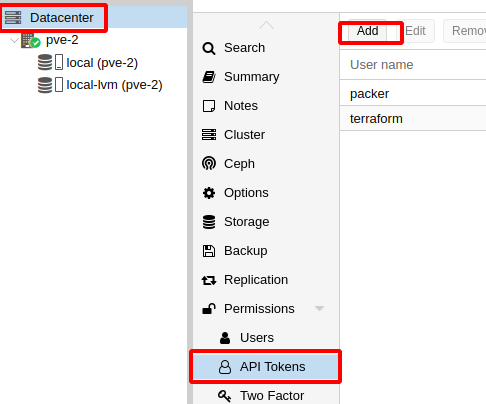 Datacenter
pve-2
local (pve-2)
local-lvm (pve-2)
Search
Summary
Notes
Cluster
Ceph
Options
Storage
Backup
Replication
Permissions
Users
API Tokens
Two Factor
Add Edit Remov
User name
packer
terraform